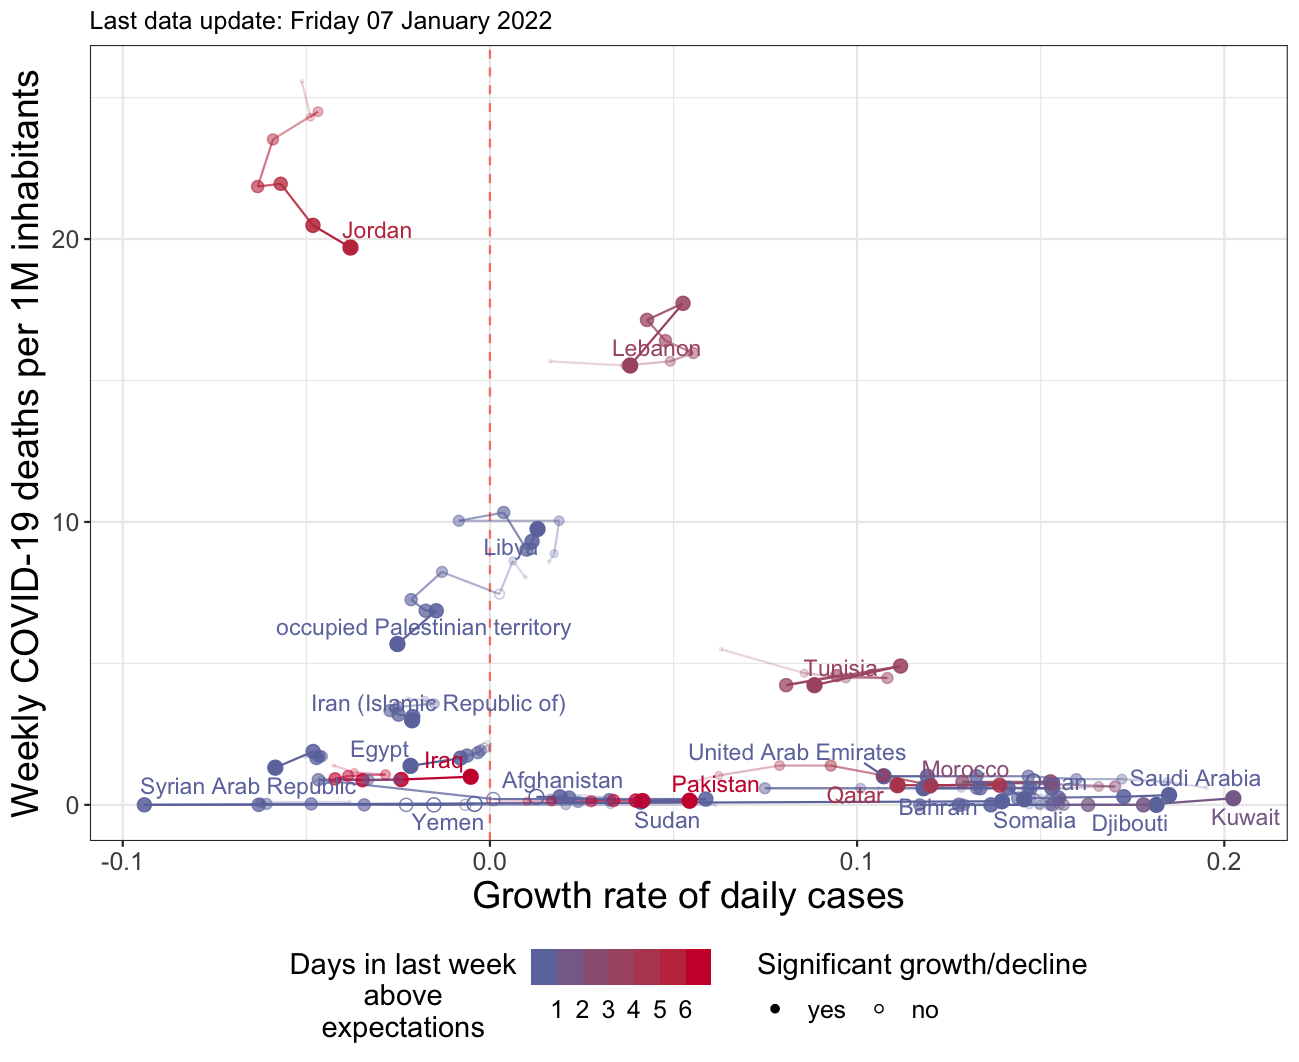 Last data update: Friday 07 January 2022
Weekly COVID-19 deaths per 1M inhabitants
20
10
0
Jordan
Lebanon
Libya
occupied Palestinian territory
Tunisia
Iran (Islamic Republic of)
Egypt
Iraq
United Arab Emirates
Morocco
Syrian Arab Republic
Afghanistan
Pakistan
Saudi Arabia
Qatar
Bahrain
Yemen
Sudan
Somalia
Djibouti
Kuwait
-0.1
0.0
0.1
0.2
Growth rate of daily cases
Days in last week
above
expectations
1 2 3 4 5 6
Significant growth/decline
yes
no